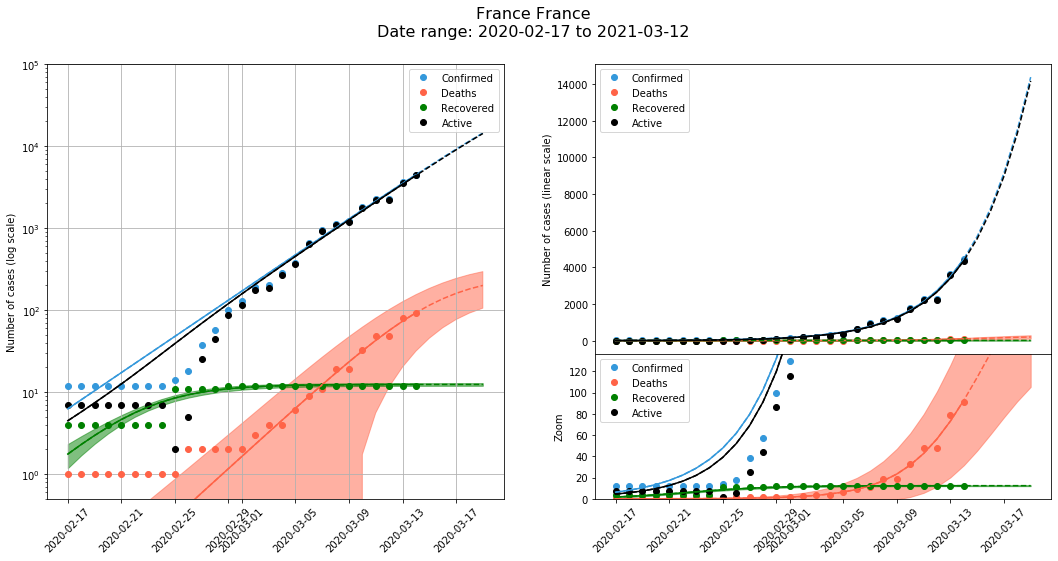 France France
Date range: 2020-02-17 to 2021-03-12
Number of cases (log scale)
10^5
10^4
10^3
10^2
10^1
10^0
Confirmed
Deaths
Recovered
Active
2020-02-17
2020-02-21
2020-02-25
2020-02-29
2020-03-01
2020-03-05
2020-03-09
2020-03-13
2020-03-17
Number of cases (linear scale)
14000
12000
10000
8000
6000
4000
2000
0
Confirmed
Deaths
Recovered
Active
Zoom
120
100
80
60
40
20
0
Confirmed
Deaths
Recovered
Active
2020-02-17
2020-02-21
2020-02-25
2020-02-29
2020-03-01
2020-03-05
2020-03-09
2020-03-13
2020-03-17